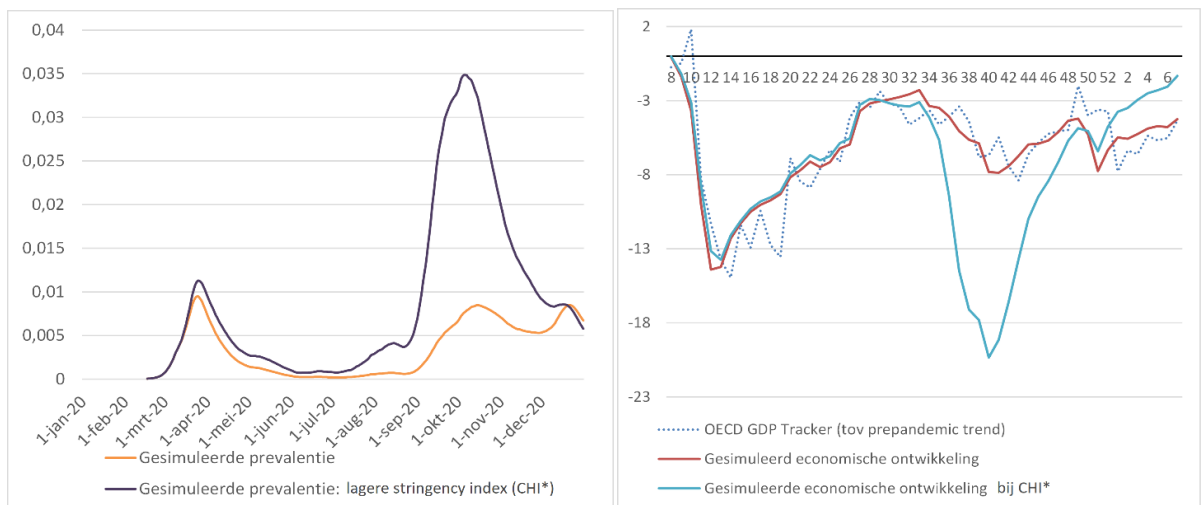 0,04
0,035
0,03
0,025
0,02
0,015
0,01
0,005
0
1-jan-20
1-feb-20
1-mrt-20
1-apr-20
1-mei-20
1-jun-20
1-jul-20
1-aug-20
1-sep-20
1-okt-20
1-nov-20
1-dec-20
Gesimuleerde prevalentie
Gesimuleerde prevalentie: lagere stringency index (CHI*)
2
-3
-8
-13
-18
-23
8 10 12 14 16 18 20 22 24 26 28 30 32 34 36 38 40 42 44 46 48 50 52 2 4 6
OECD GDP Tracker (tov prepandemic trend)
Gesimuleerd economische ontwikkeling
Gesimuleerde economische ontwikkeling bij CHI*